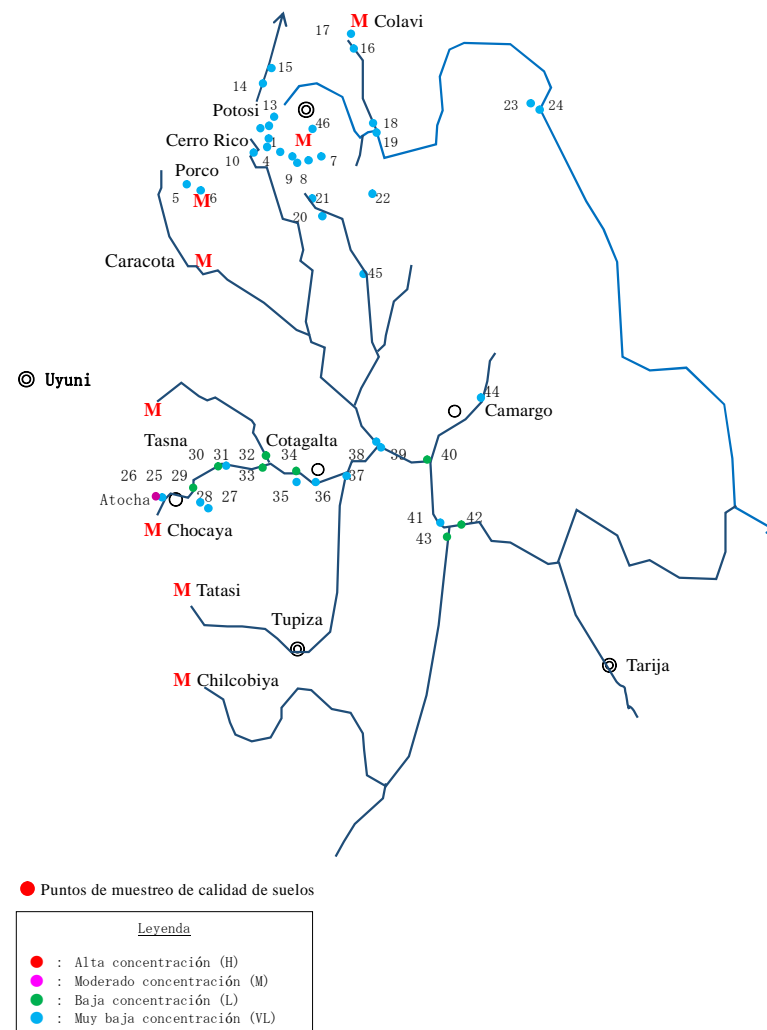 17 M Colavi
16
15
14
13
Potosi
46
18
23 24
Cerro Rico 1 M
19
10 4 9 8 7
Porco
5 6
M
21
22
20
Caracota M
45
Uyuni
M
44
Camargo
Tasna
Cotagalta
30 31 32 34 38 39 40
26 25 29 33 37
Atocha 28 27 35 36
M Chocaya
41 42
43
M Tatasi
Tupiza
Tarija
M Chilcobiya
Puntos de muestreo de calidad de suelos
Leyenda
: Alta concentración (H)
: Moderado concentración (M)
: Baja concentración (L)
: Muy baja concentración (VL)